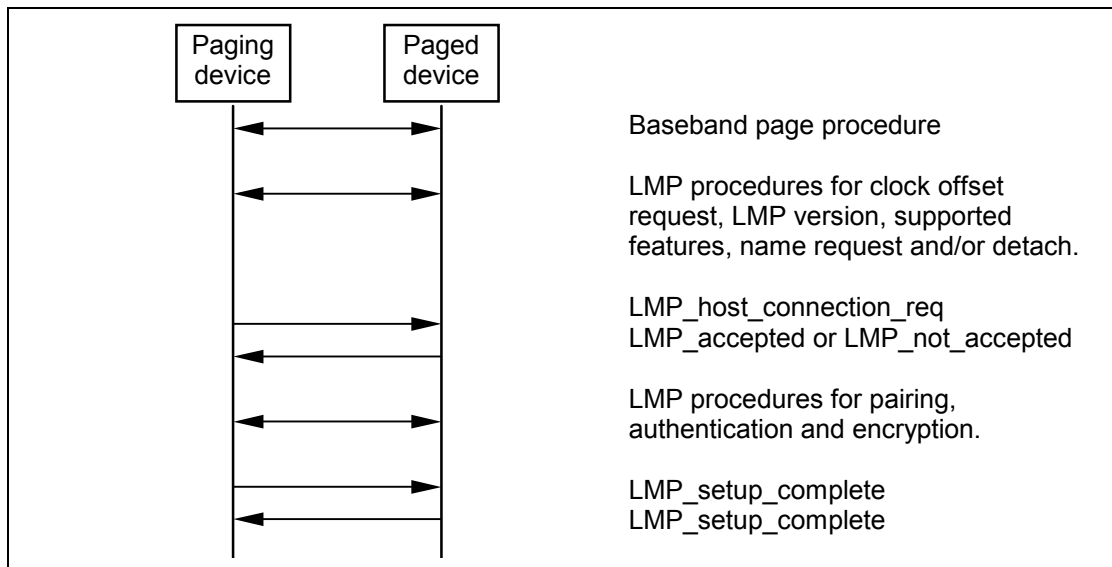 Paging
device
Paged
device
Baseband page procedure
LMP procedures for clock offset
request, LMP version, supported
features, name request and/or detach.
LMP_host_connection_req
LMP_accepted or LMP_not_accepted
LMP procedures for pairing,
authentication and encryption.
LMP_setup_complete
LMP_setup_complete